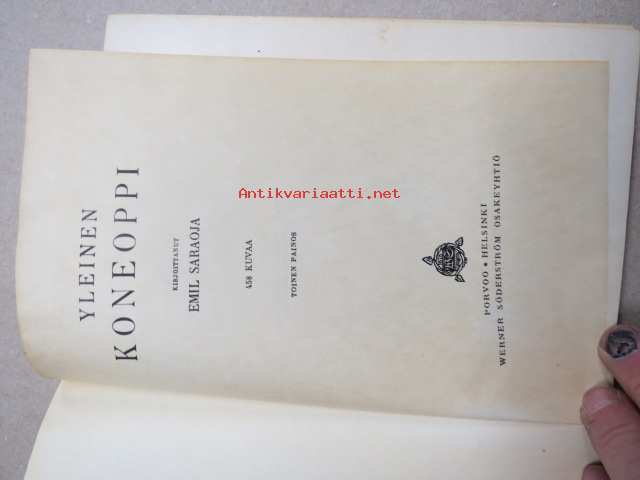 YLEINEN
KONEOPPI
KIRJOITTANUT
EMIL SARAOJA
458 KUVAA
TOINEN PAINOS
PORVOO • HELSINKI
WERNER SÖDERSTRÖM OSAKEYHTIÖ
Antikvariaatti.net